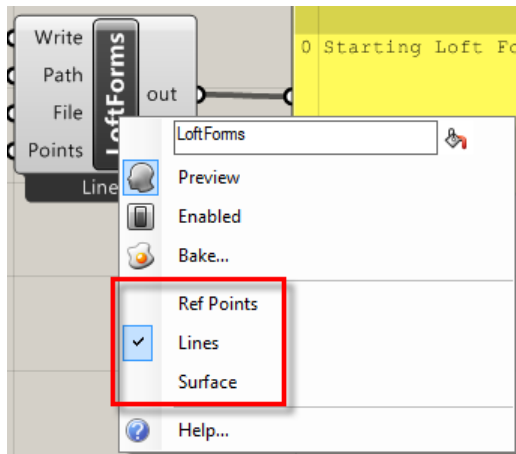 Write
Path
File
Points
LoftForms
out
Line
0 Starting Loft Fo
LoftForms
Preview
Enabled
Bake...
Ref Points
Lines
Surface
Help...